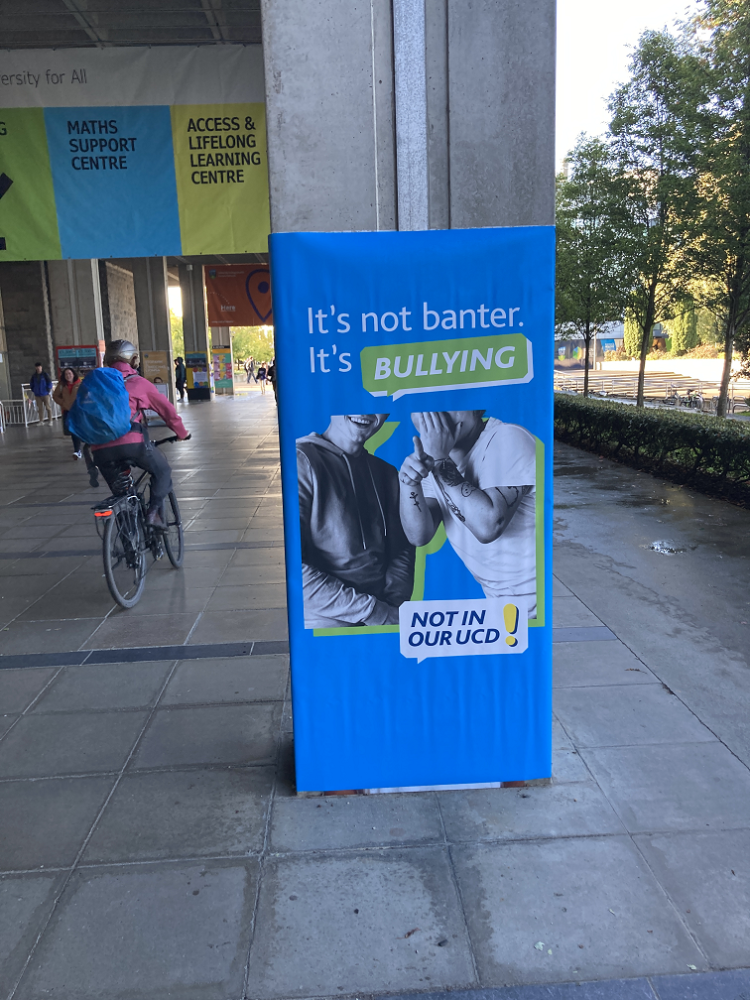 ersity for All
G
MATHS
SUPPORT
CENTRE
ACCESS &
LIFELONG
LEARNING
CENTRE
It's not banter.
It's BULLYING
NOT IN
OUR UCD!